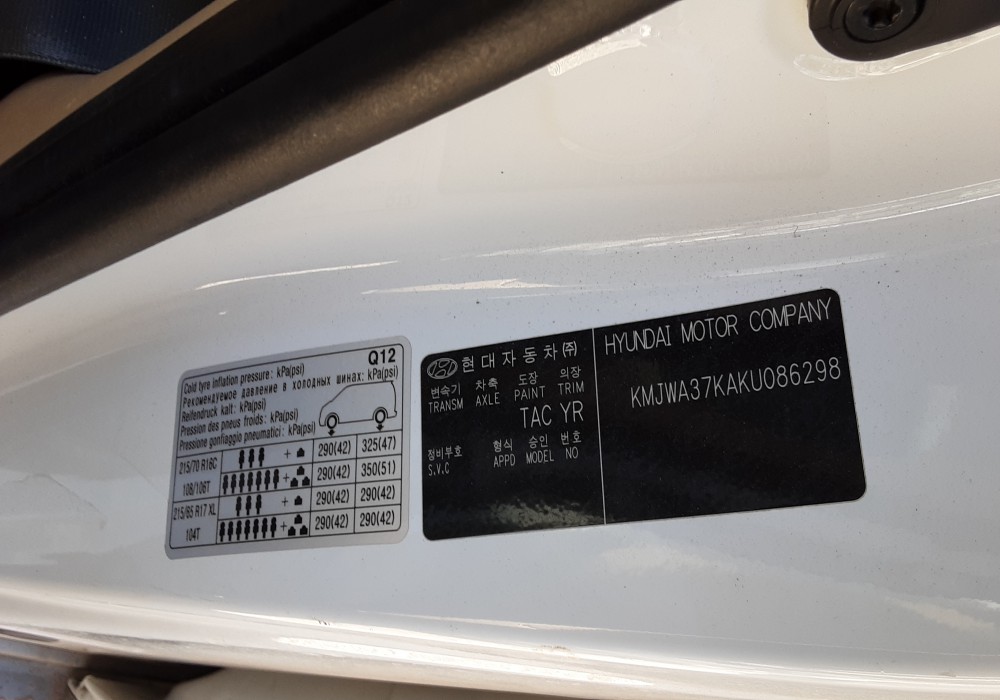 Q12
Cold tyre inflation pressure : kPa(psi)
Рекомендуемое давление в холодных шинах: кPa(psi)
Reifendruck kalt : kPa(psi)
Pression des pneus froids : kPa(psi)
Pressione gonfiaggio pneumatici : kPa(psi)
215/70 R16C
108/106T
+ 290(42) 325(47)
+ 290(42) 350(51)
215/65 R17 XL
104T
+ 290(42) 290(42)
+ 290(42) 290(42)
현대자동차(주)
변속기 차축 도장 의장
TRANSM AXLE PAINT TRIM
TAC YR
정비부호 형식 승인 번호
S.V.C APPD MODEL NO
HYUNDAI MOTOR COMPANY
KMJWA37KAKU086298